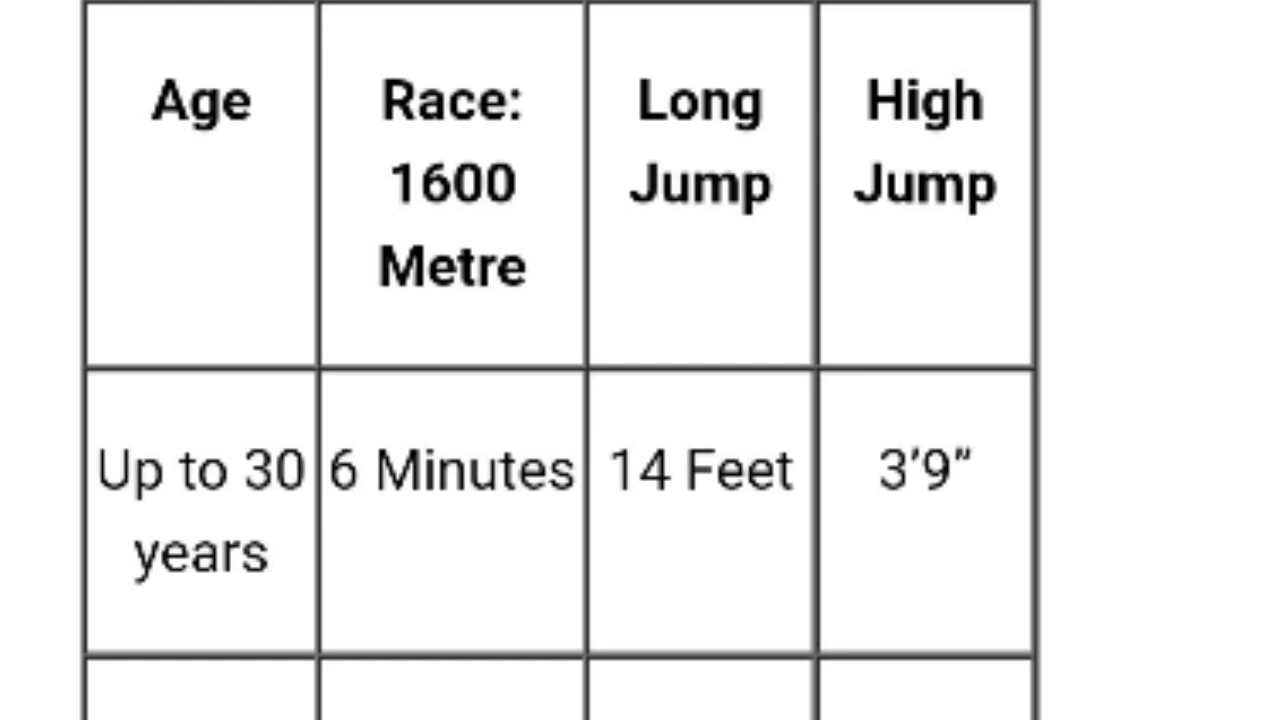 Age
Race:
1600
Metre
Long
Jump
High
Jump
Up to 30
years
6 Minutes
14 Feet
3’9”